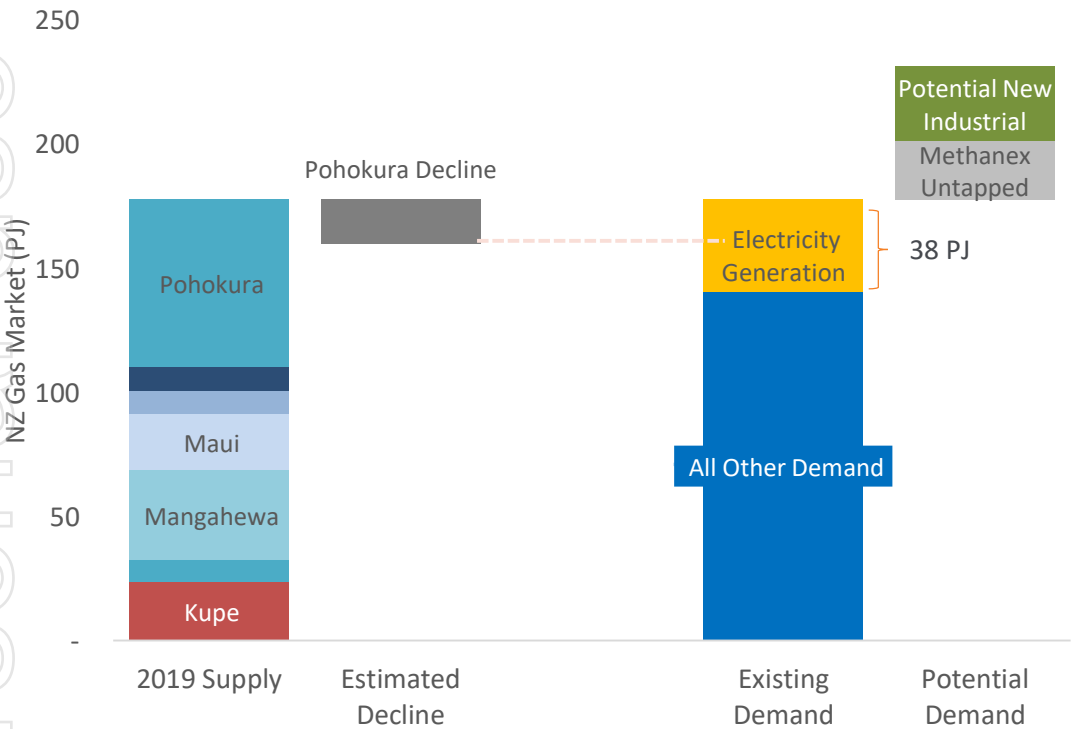 250
200
150
100
50
-
NZ Gas Market (PJ)
Pohokura
Maui
Mangahewa
Kupe
Pohokura Decline
Electricity
Generation
All Other Demand
38 PJ
Potential New
Industrial
Methanex
Untapped
2019 Supply
Estimated
Decline
Existing
Demand
Potential
Demand